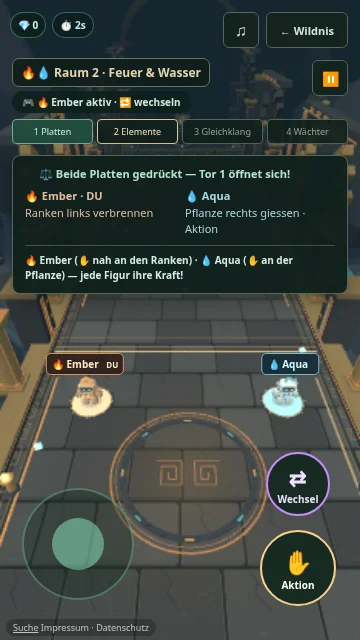 💎 0 ⏱️ 2s ♫ ← Wildnis
🔥💧 Raum 2 · Feuer & Wasser
🎮 🔥 Ember aktiv · 🔁 wechseln
1 Platten 2 Elemente 3 Gleichklang 4 Wächter
⚖️ Beide Platten gedrückt — Tor 1 öffnet sich!
🔥 Ember · DU
Ranken links verbrennen
💧 Aqua
Pflanze rechts giessen ·
Aktion
🔥 Ember (✋ nah an den Ranken) · 💧 Aqua (✋ an der
Pflanze) — jede Figur ihre Kraft!
🔥 Ember DU
💧 Aqua
⇄
Wechsel
✋
Aktion
Suche Impressum · Datenschutz